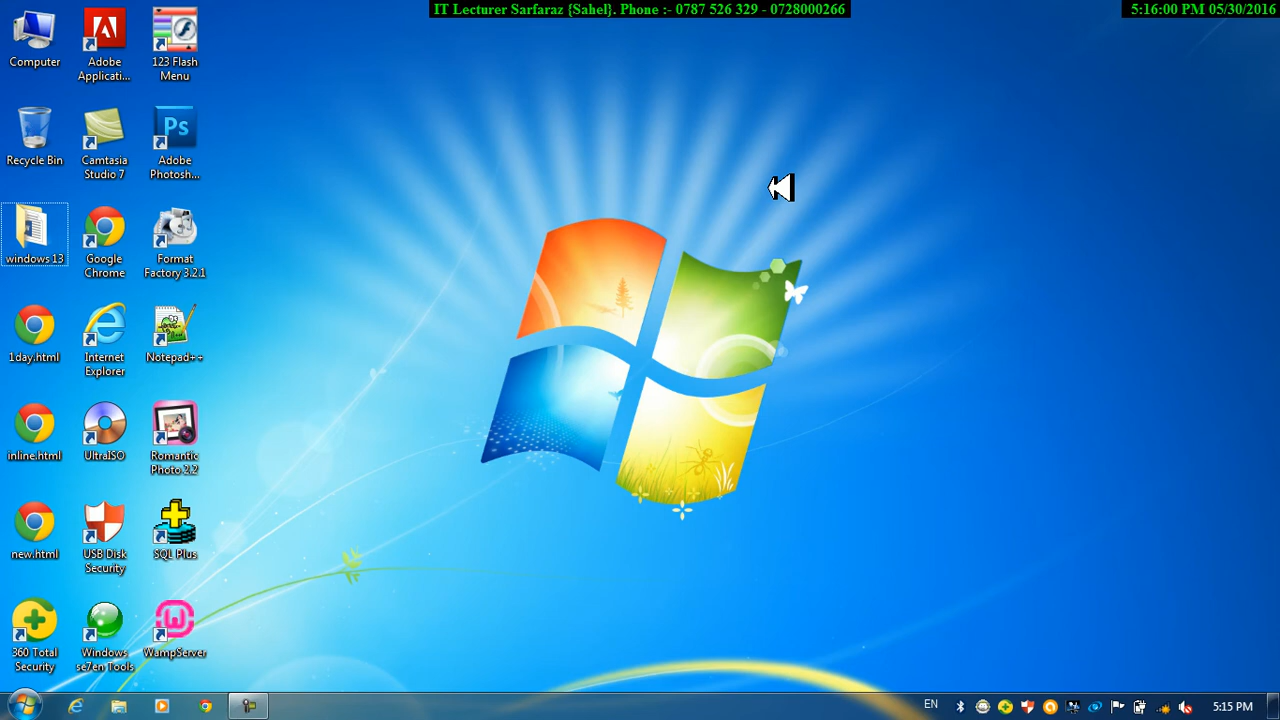 IT Lecturer Sarfaraz {Sahel}. Phone :- 0787 526 329 - 0728000266
5:16:00 PM 05/30/2016
Computer
Adobe
Applicati...
123 Flash
Menu
Recycle Bin
Camtasia
Studio 7
Ps
Adobe
Photosh...
windows 13
Google
Chrome
Format
Factory 3.2.1
1day.html
Internet
Explorer
Notepad++
inline.html
UltraISO
Romantic
Photo 2.2
new.html
USB Disk
Security
SQL Plus
360 Total
Security
Windows
se7en Tools
WampServer
EN
5:15 PM